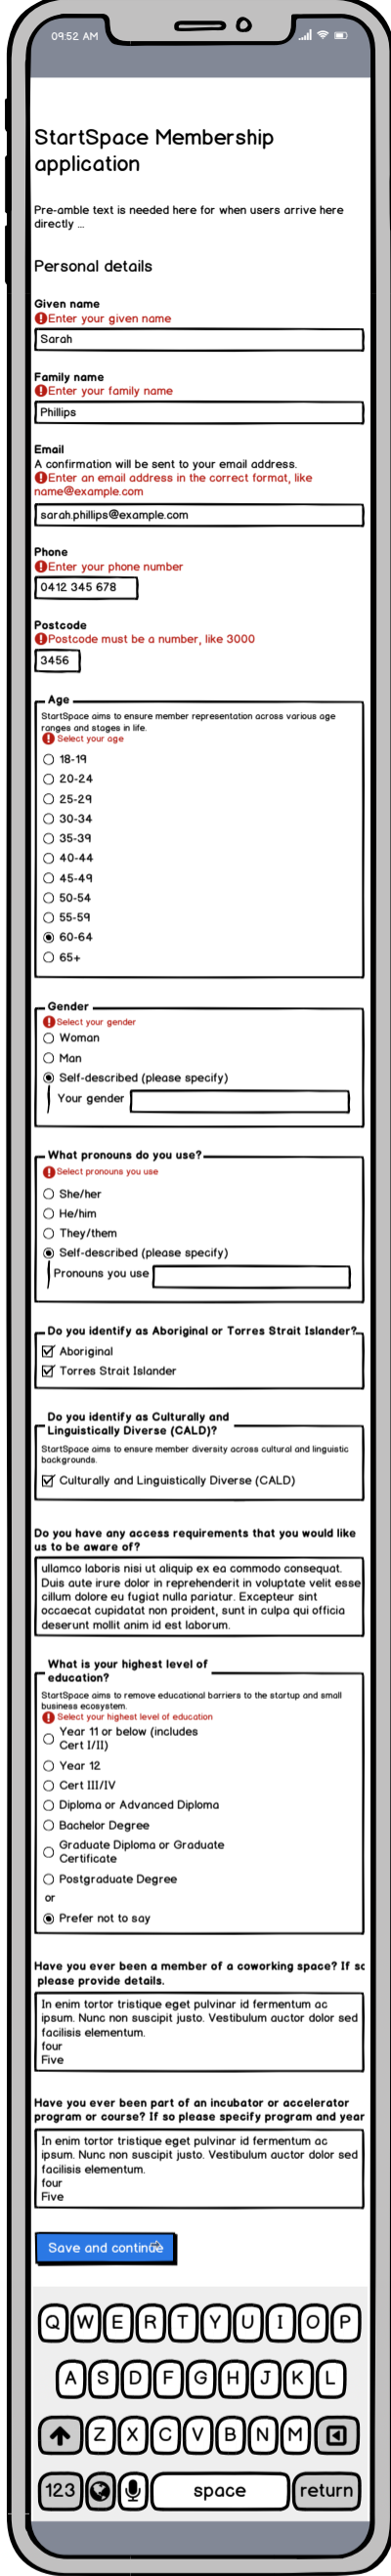 09:52 AM
StartSpace Membership
application
Pre-amble text is needed here for when users arrive here
directly ...
Personal details
Given name
Enter your given name
Sarah
Family name
Enter your family name
Phillips
Email
A confirmation will be sent to your email address.
Enter an email address in the correct format, like
name@example.com
sarah.phillips@example.com
Phone
Enter your phone number
0412 345 678
Postcode
Postcode must be a number, like 3000
3456
Age
StartSpace aims to ensure member representation across various age
ranges and stages in life.
Select your age
18-19
20-24
25-29
30-34
35-39
40-44
45-49
50-54
55-59
60-64
65+
Gender
Select your gender
Woman
Man
Self-described (please specify)
Your gender
What pronouns do you use?
Select pronouns you use
She/her
He/him
They/them
Self-described (please specify)
Pronouns you use
Do you identify as Aboriginal or Torres Strait Islander?
Aboriginal
Torres Strait Islander
Do you identify as Culturally and
Linguistically Diverse (CALD)?
StartSpace aims to ensure member diversity across cultural and linguistic
backgrounds.
Culturally and Linguistically Diverse (CALD)
Do you have any access requirements that you would like
us to be aware of?
ullamco laboris nisi ut aliquip ex ea commodo consequat.
Duis aute irure dolor in reprehenderit in voluptate velit esse
cillum dolore eu fugiat nulla pariatur. Excepteur sint
occaecat cupidatat non proident, sunt in culpa qui officia
deserunt mollit anim id est laborum.
What is your highest level of
education?
StartSpace aims to remove educational barriers to the startup and small
business ecosystem.
Select your highest level of education
Year 11 or below (includes
Cert I/II)
Year 12
Cert III/IV
Diploma or Advanced Diploma
Bachelor Degree
Graduate Diploma or Graduate
Certificate
Postgraduate Degree
or
Prefer not to say
Have you ever been a member of a coworking space? If so
please provide details.
In enim tortor tristique eget pulvinar id fermentum ac
ipsum. Nunc non suscipit justo. Vestibulum auctor dolor sed
facilisis elementum.
four
Five
Have you ever been part of an incubator or accelerator
program or course? If so please specify program and year
In enim tortor tristique eget pulvinar id fermentum ac
ipsum. Nunc non suscipit justo. Vestibulum auctor dolor sed
facilisis elementum.
four
Five
Save and continue
Q W E R T Y U I O P
A S D F G H J K L
Z X C V B N M
123 space return